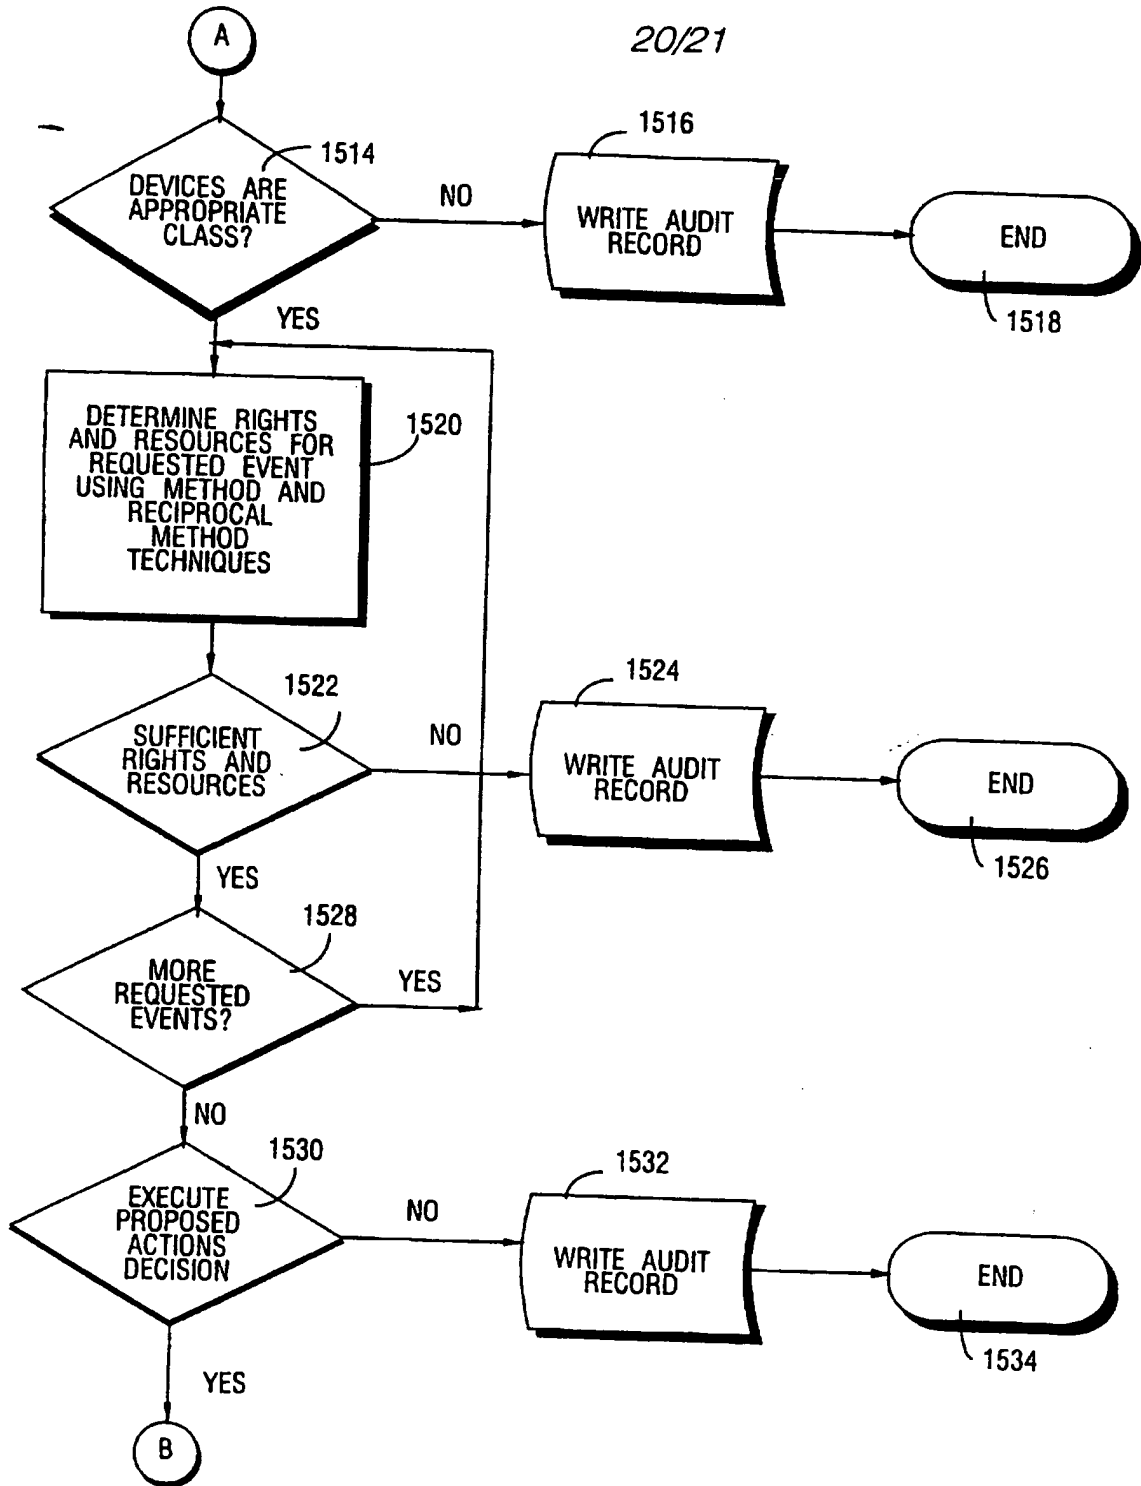 A
20/21
1514
DEVICES ARE
APPROPRIATE
CLASS?
NO
1516
WRITE AUDIT
RECORD
END
1518
YES
DETERMINE RIGHTS
AND RESOURCES FOR
REQUESTED EVENT
USING METHOD AND
RECIPROCAL
METHOD
TECHNIQUES
1520
1522
SUFFICIENT
RIGHTS AND
RESOURCES
NO
1524
WRITE AUDIT
RECORD
END
1526
YES
1528
MORE
REQUESTED
EVENTS?
YES
NO
1530
EXECUTE
PROPOSED
ACTIONS
DECISION
NO
1532
WRITE AUDIT
RECORD
END
1534
YES
B